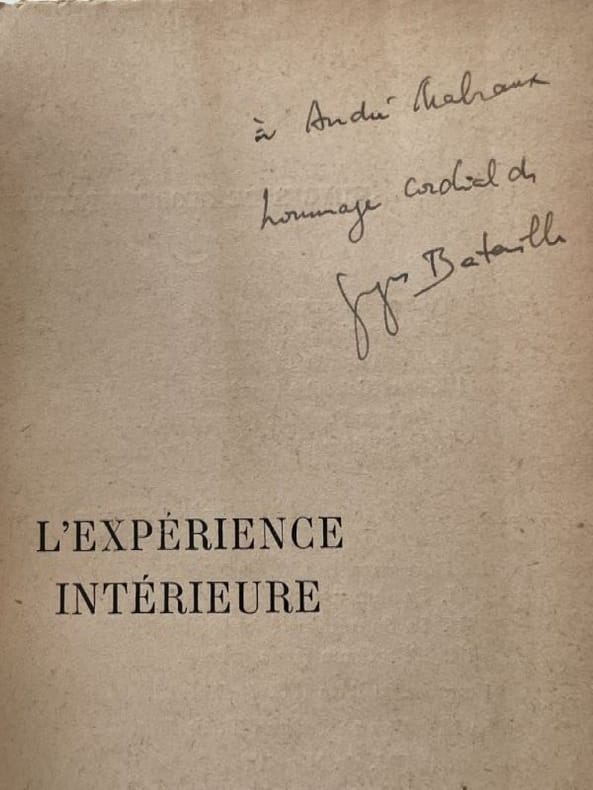 à André Malraux
hommage cordial de
Georges Bataille
L'EXPÉRIENCE
INTÉRIEURE